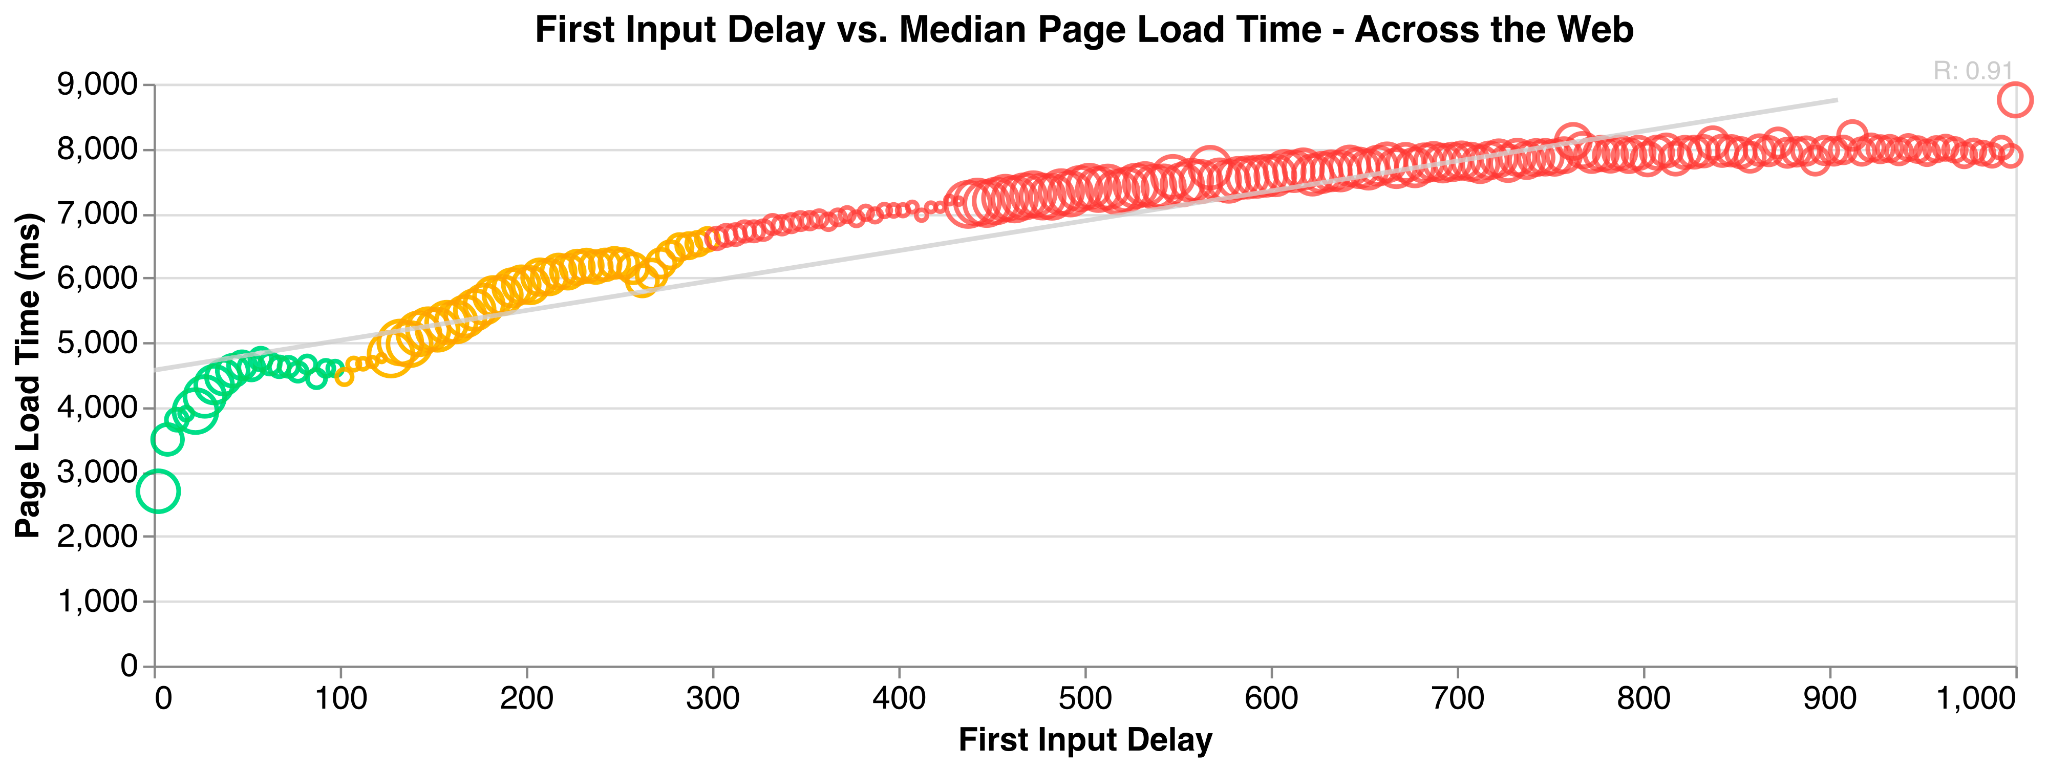 First Input Delay vs. Median Page Load Time - Across the Web
R: 0.91
Page Load Time (ms)
9,000
8,000
7,000
6,000
5,000
4,000
3,000
2,000
1,000
0
0 100 200 300 400 500 600 700 800 900 1,000
First Input Delay